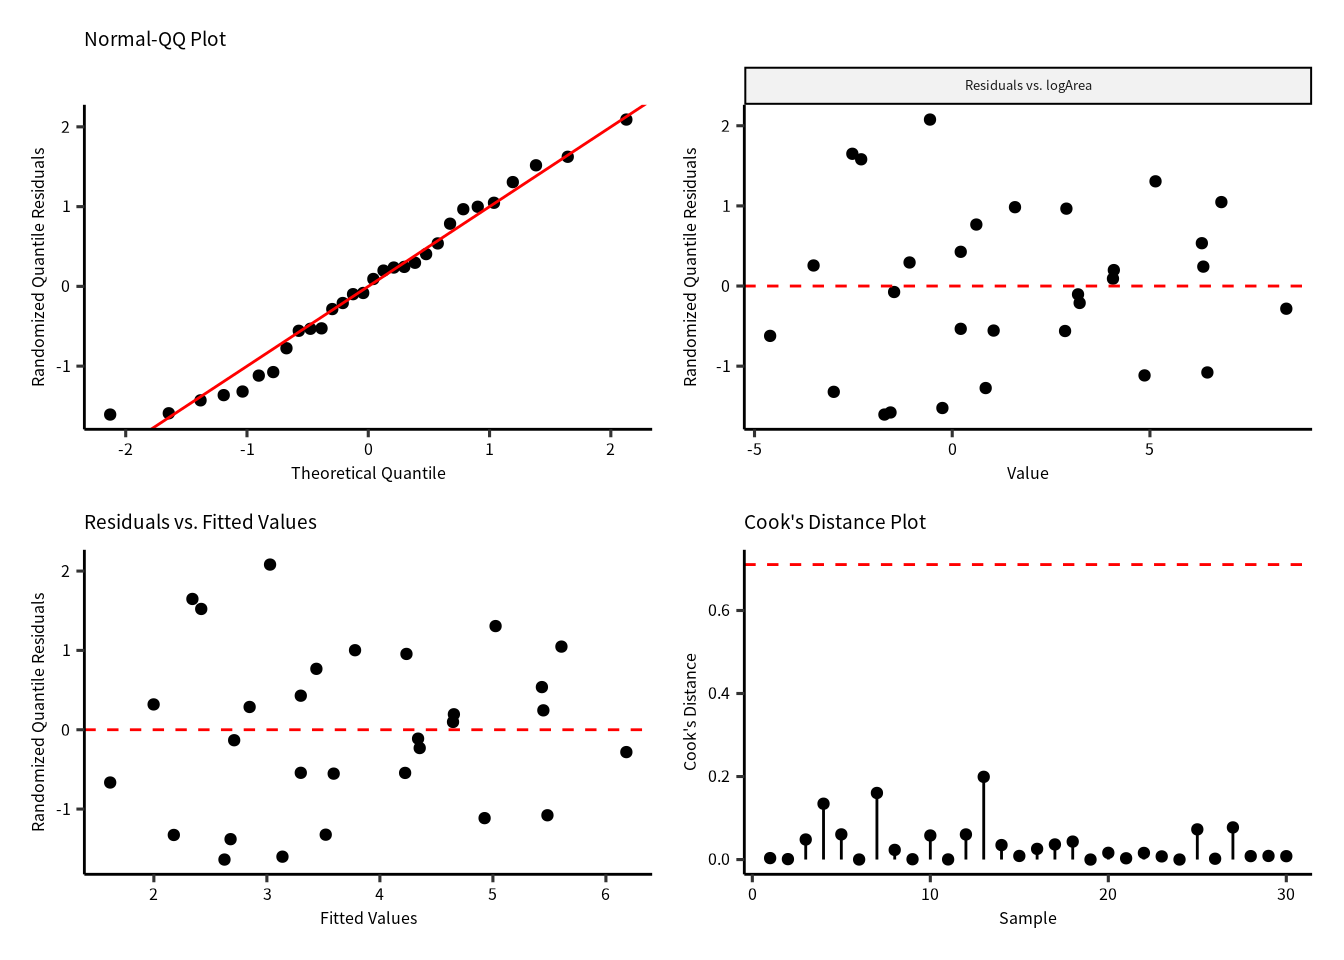 Normal-QQ Plot
Randomized Quantile Residuals
2
1
0
-1
-2
-1
0
1
2
Theoretical Quantile
Residuals vs. logArea
Randomized Quantile Residuals
2
1
0
-1
-5
0
5
Value
Residuals vs. Fitted Values
Randomized Quantile Residuals
2
1
0
-1
2
3
4
5
6
Fitted Values
Cook's Distance Plot
Cook's Distance
0.6
0.4
0.2
0.0
0
10
20
30
Sample